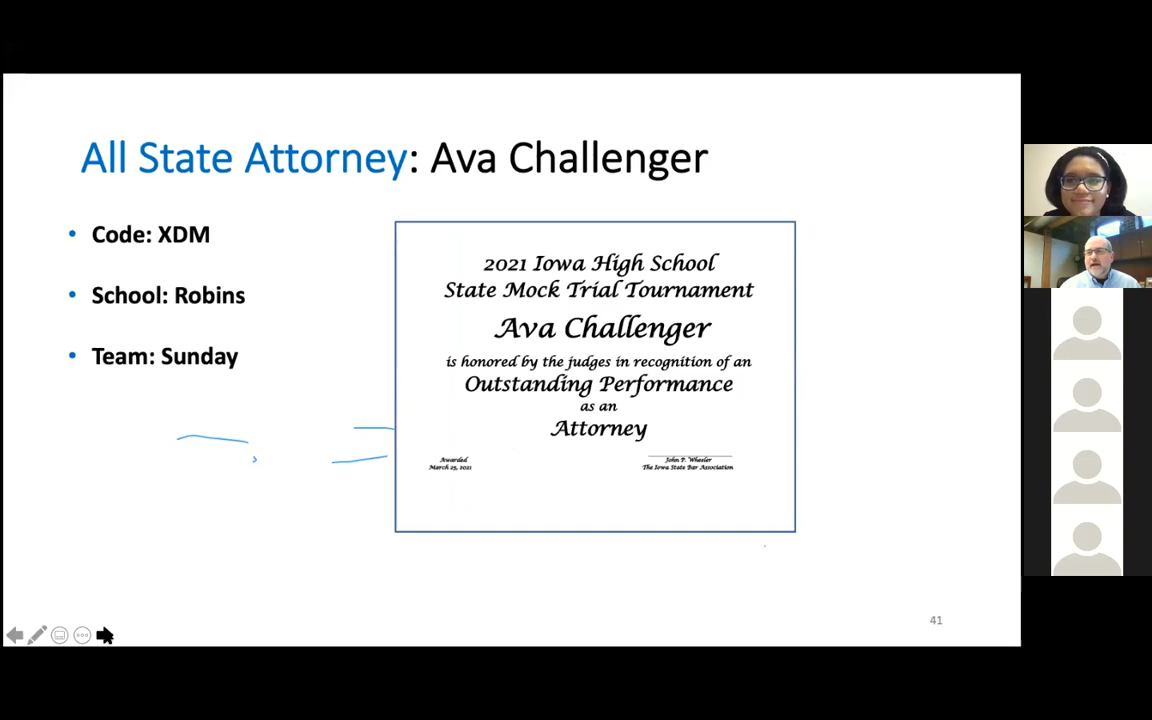 All State Attorney: Ava Challenger
• Code: XDM
• School: Robins
• Team: Sunday
2021 Iowa High School
State Mock Trial Tournament
Ava Challenger
is honored by the judges in recognition of an
Outstanding Performance
as an
Attorney
Awarded
March 25, 2021
John P. Wheeler
The Iowa State Bar Association
41